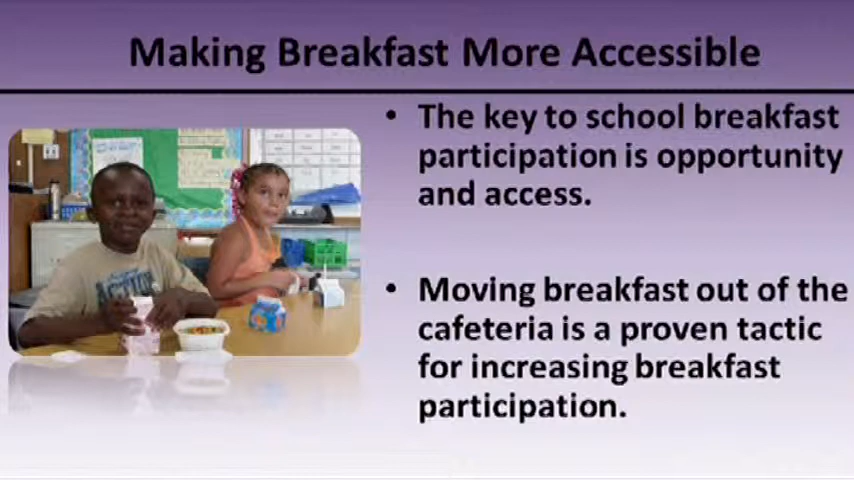 Making Breakfast More Accessible
• The key to school breakfast
participation is opportunity
and access.
• Moving breakfast out of the
cafeteria is a proven tactic
for increasing breakfast
participation.
ACTION